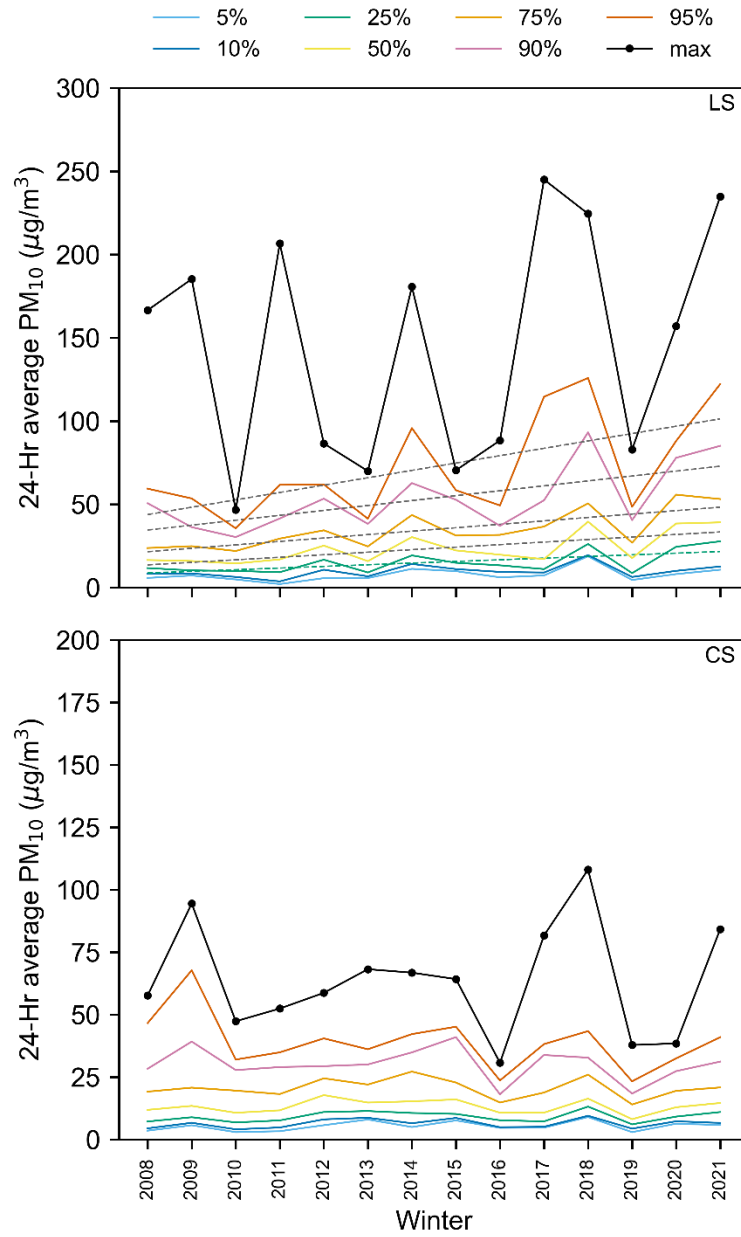 5% 25% 75% 95%
10% 50% 90% max
300
LS
250
200
150
100
50
0
24-Hr average PM₁₀ (μg/m³)
200
CS
175
150
125
100
75
50
25
0
24-Hr average PM₁₀ (μg/m³)
2008 2009 2010 2011 2012 2013 2014 2015 2016 2017 2018 2019 2020 2021
Winter